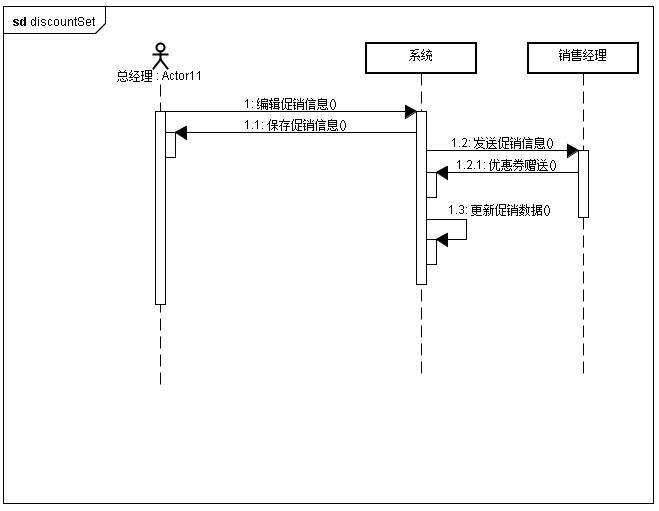 sd discountSet
总经理 : Actor11
系统
销售经理
1: 编辑促销信息()
1.1: 保存促销信息()
1.2: 发送促销信息()
1.2.1: 优惠券赠送()
1.3: 更新促销数据()